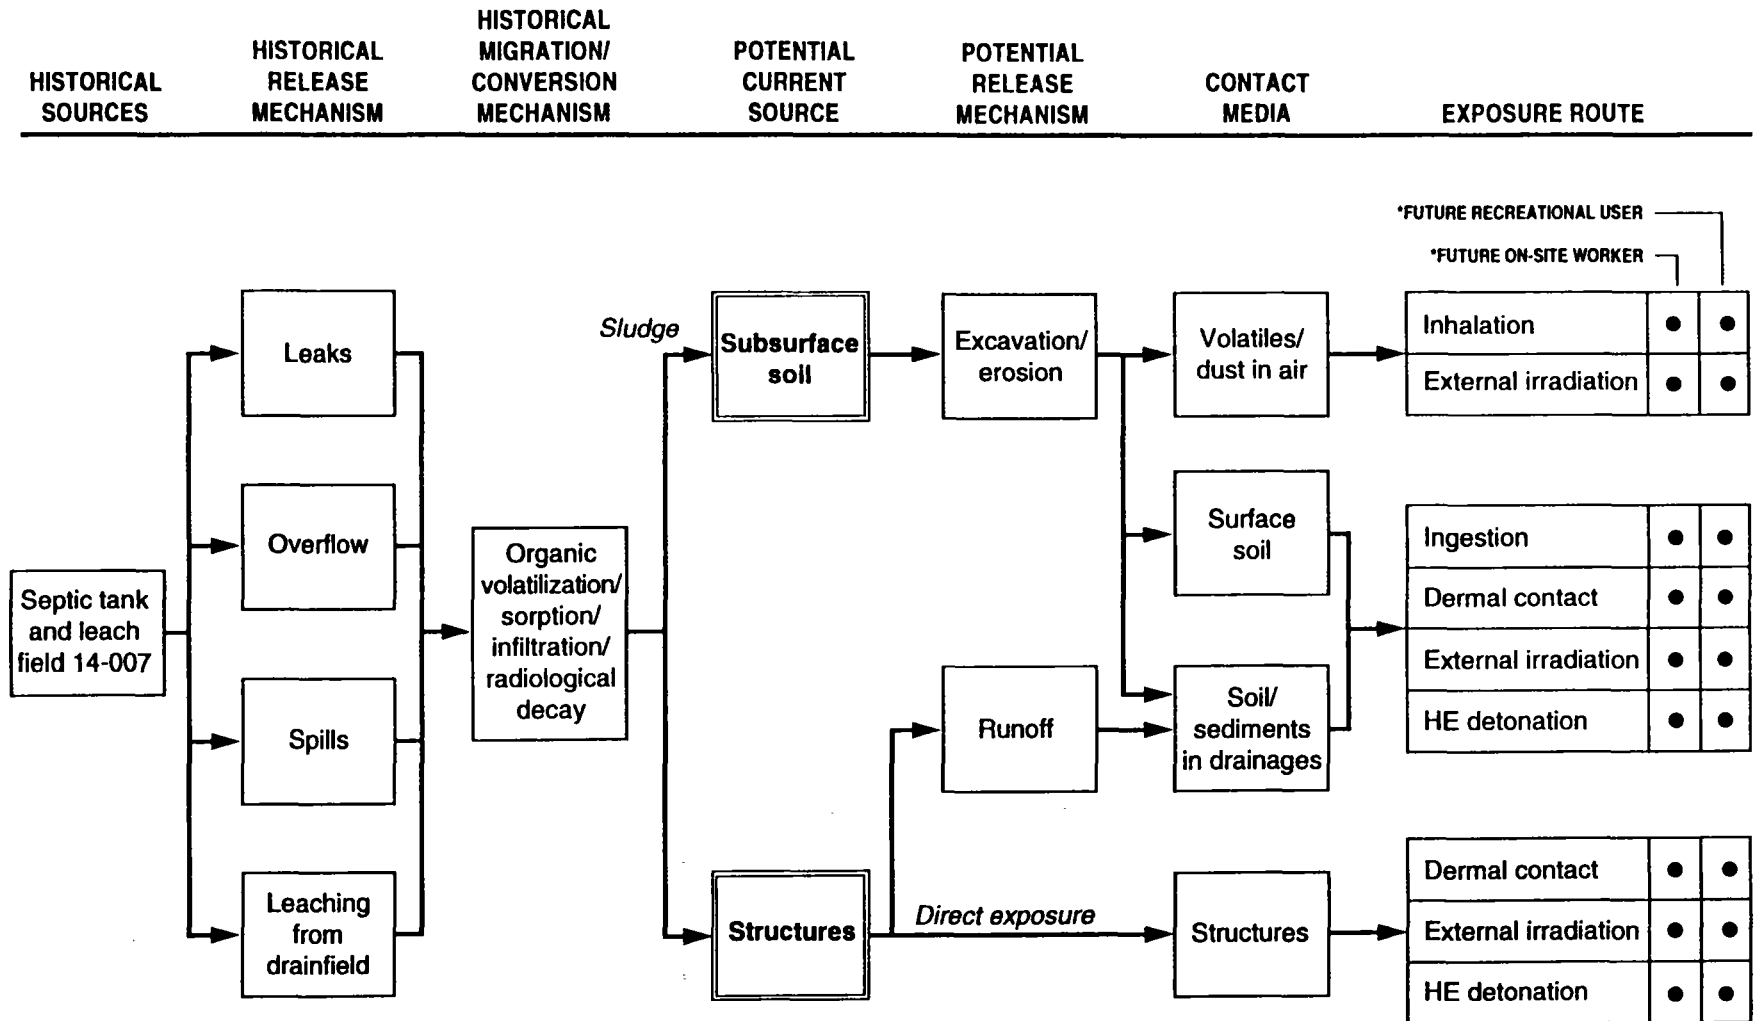 HISTORICAL
SOURCES
HISTORICAL
RELEASE
MECHANISM
HISTORICAL
MIGRATION/
CONVERSION
MECHANISM
POTENTIAL
CURRENT
SOURCE
POTENTIAL
RELEASE
MECHANISM
CONTACT
MEDIA
EXPOSURE ROUTE
*FUTURE RECREATIONAL USER
*FUTURE ON-SITE WORKER
Septic tank
and leach
field 14-007
Leaks
Overflow
Spills
Leaching
from
drainfield
Organic
volatilization/
sorption/
infiltration/
radiological
decay
Sludge
Subsurface
soil
Structures
Excavation/
erosion
Runoff
Direct exposure
Volatiles/
dust in air
Surface
soil
Soil/
sediments
in drainages
Structures
Inhalation
External irradiation
Ingestion
Dermal contact
External irradiation
HE detonation
Dermal contact
External irradiation
HE detonation